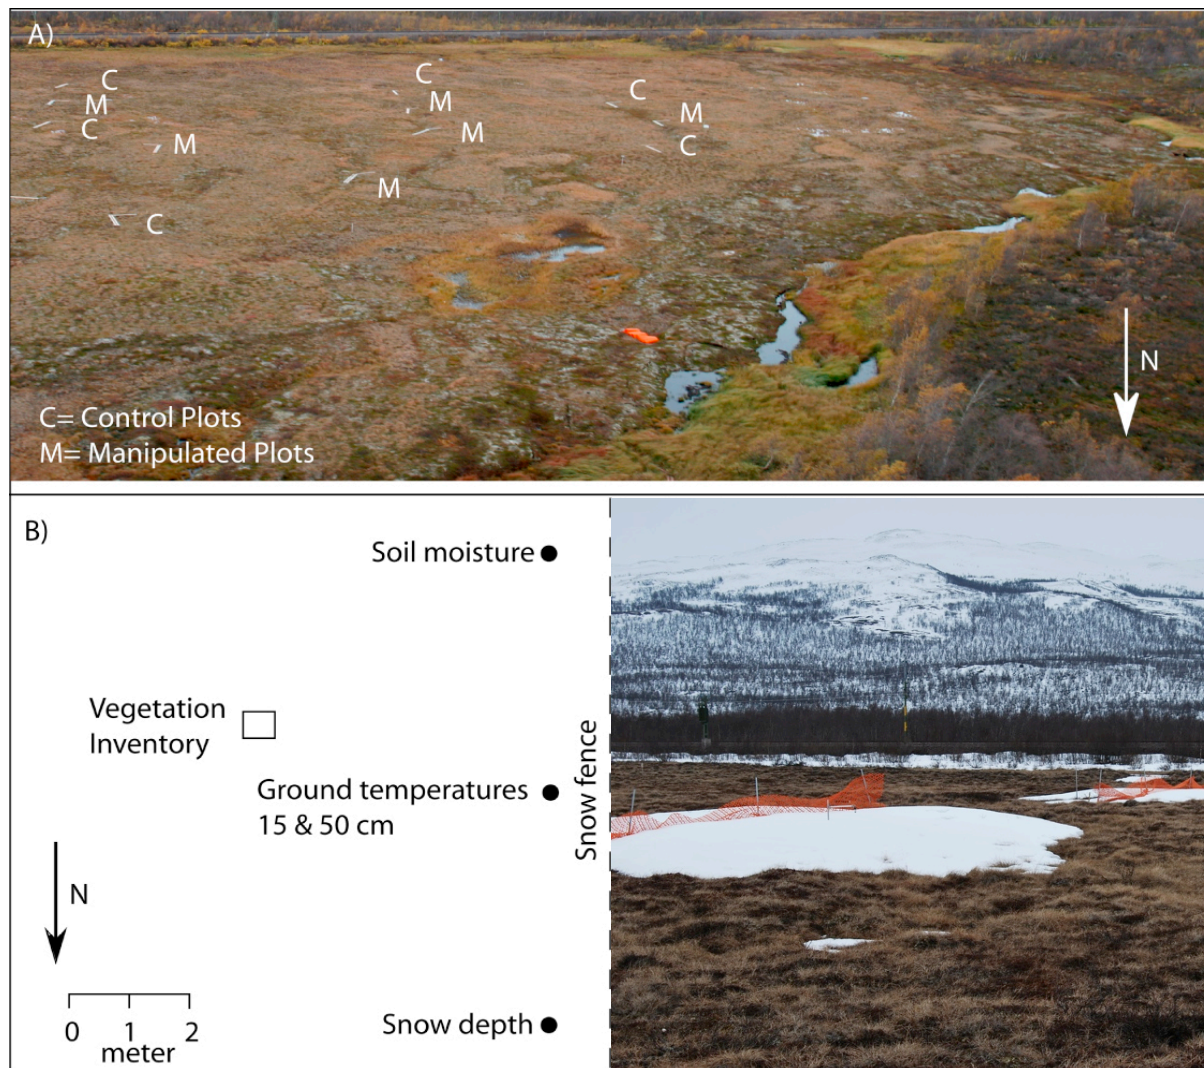 A)
C
C
C
M
M
M
C
M
M
C
M
C
C= Control Plots
M= Manipulated Plots
N
B)
Soil moisture
Vegetation
Inventory
Ground temperatures
15 & 50 cm
Snow fence
N
0 1 2
meter
Snow depth